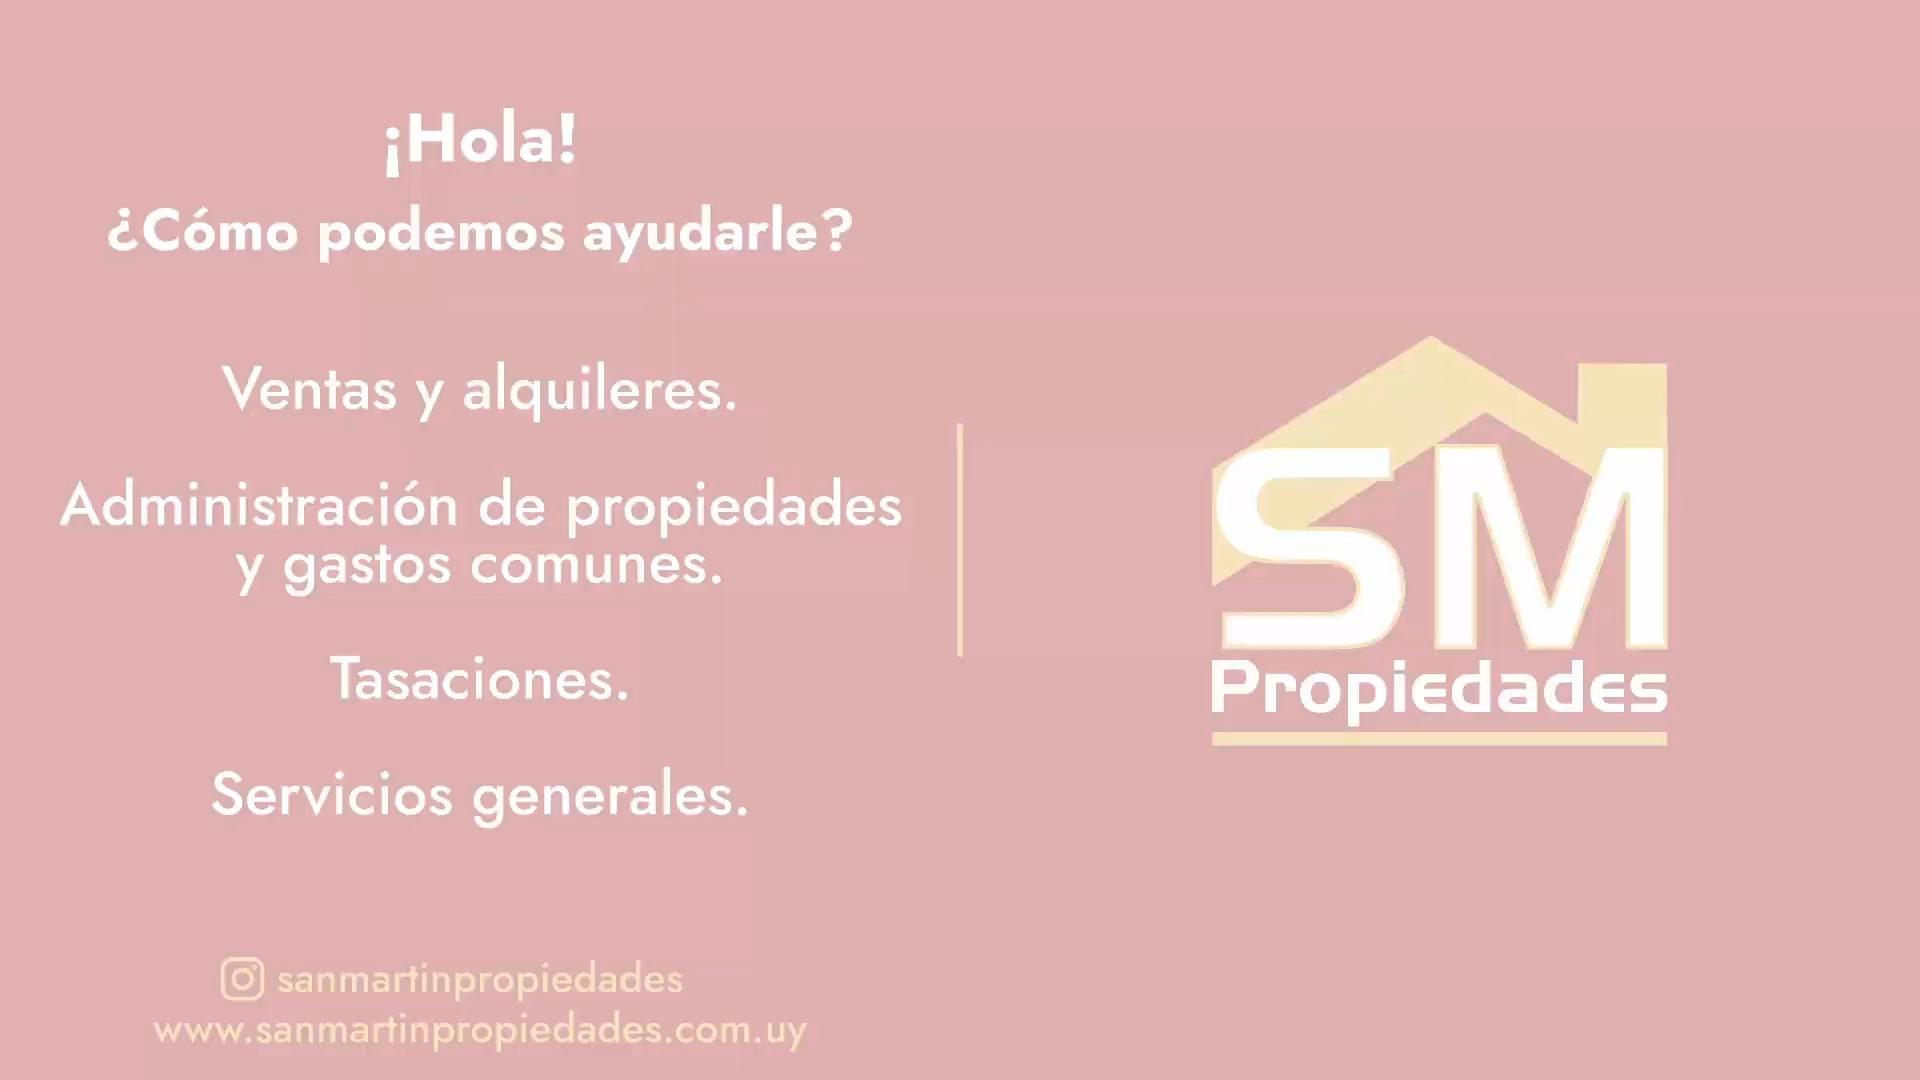 ¡Hola!
¿Cómo podemos ayudarle?
Ventas y alquileres.
Administración de propiedades
y gastos comunes.
Tasaciones.
Servicios generales.
sanmartinpropiedades
www.sanmartinpropiedades.com.uy
SM
Propiedades